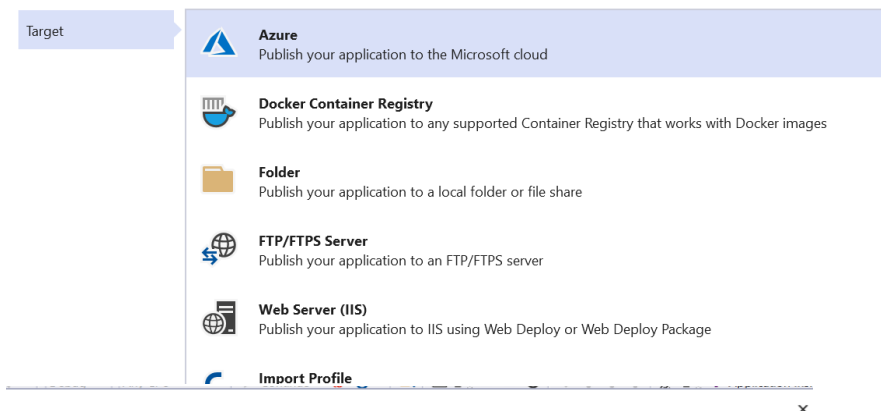 Target
Azure
Publish your application to the Microsoft cloud
Docker Container Registry
Publish your application to any supported Container Registry that works with Docker images
Folder
Publish your application to a local folder or file share
FTP/FTPS Server
Publish your application to an FTP/FTPS server
Web Server (IIS)
Publish your application to IIS using Web Deploy or Web Deploy Package
Import Profile